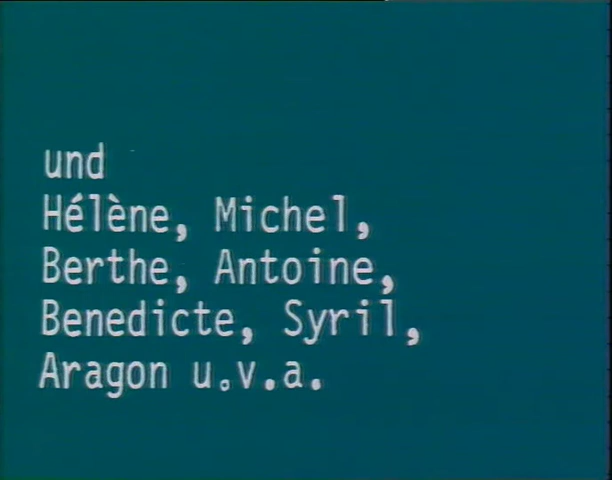 und
Hélène, Michel,
Berthe, Antoine,
Benedicte, Syril,
Aragon u.v.a.